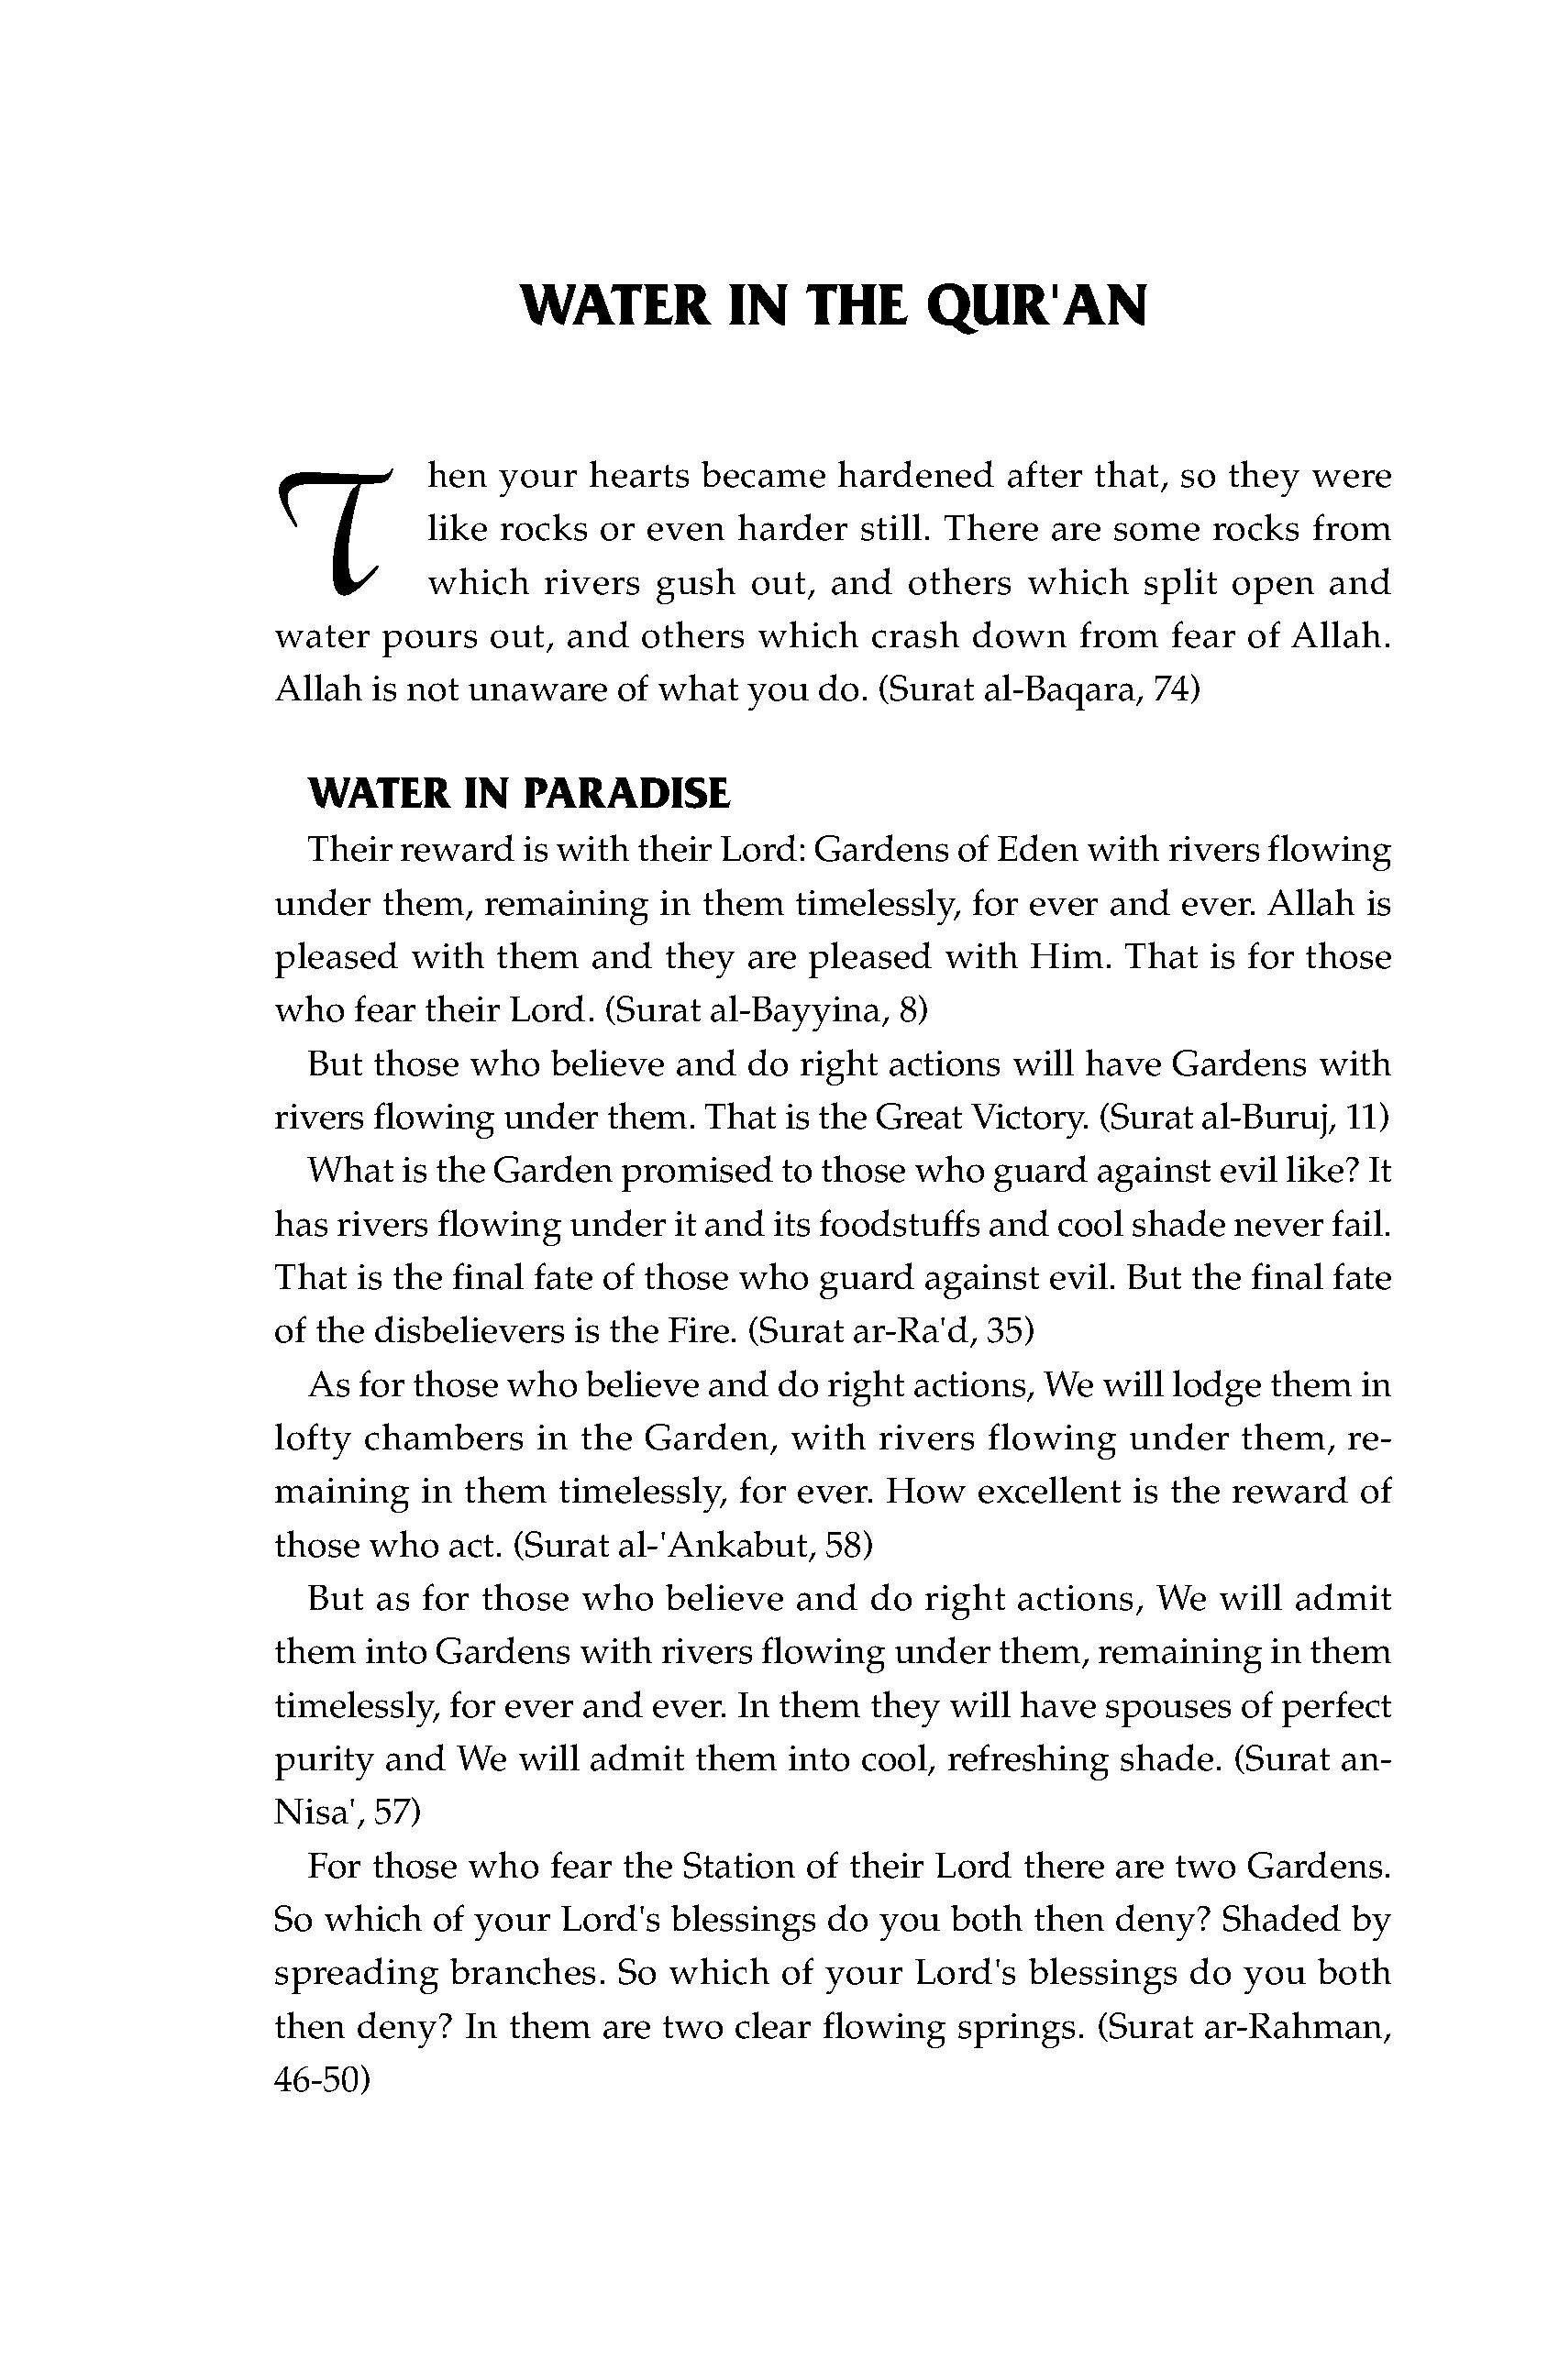 WATER IN THE QUR'AN
Then your hearts became hardened after that, so they were
like rocks or even harder still. There are some rocks from
which rivers gush out, and others which split open and
water pours out, and others which crash down from fear of Allah.
Allah is not unaware of what you do. (Surat al-Baqara, 74)
WATER IN PARADISE
Their reward is with their Lord: Gardens of Eden with rivers flowing
under them, remaining in them timelessly, for ever and ever. Allah is
pleased with them and they are pleased with Him. That is for those
who fear their Lord. (Surat al-Bayyina, 8)
But those who believe and do right actions will have Gardens with
rivers flowing under them. That is the Great Victory. (Surat al-Buruj, 11)
What is the Garden promised to those who guard against evil like? It
has rivers flowing under it and its foodstuffs and cool shade never fail.
That is the final fate of those who guard against evil. But the final fate
of the disbelievers is the Fire. (Surat ar-Ra'd, 35)
As for those who believe and do right actions, We will lodge them in
lofty chambers in the Garden, with rivers flowing under them, re-
maining in them timelessly, for ever. How excellent is the reward of
those who act. (Surat al-'Ankabut, 58)
But as for those who believe and do right actions, We will admit
them into Gardens with rivers flowing under them, remaining in them
timelessly, for ever and ever. In them they will have spouses of perfect
purity and We will admit them into cool, refreshing shade. (Surat an-
Nisa', 57)
For those who fear the Station of their Lord there are two Gardens.
So which of your Lord's blessings do you both then deny? Shaded by
spreading branches. So which of your Lord's blessings do you both
then deny? In them are two clear flowing springs. (Surat ar-Rahman,
46-50)